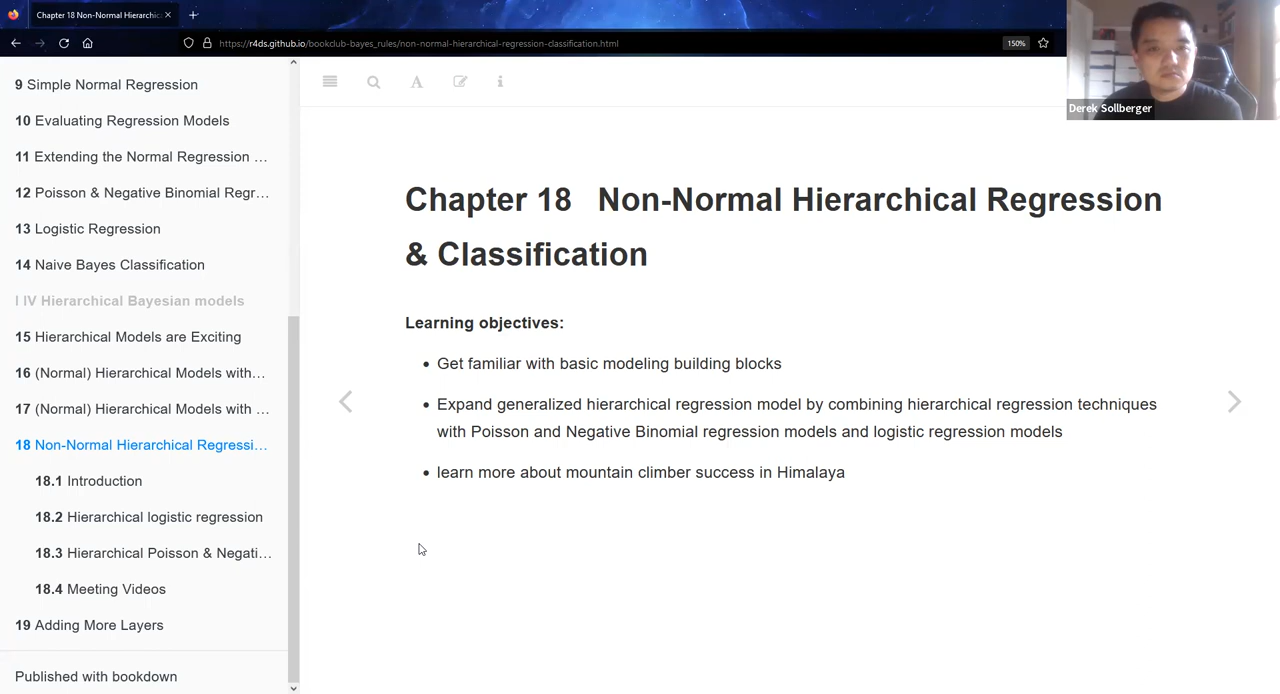 Chapter 18 Non-Normal Hierarchic
https://r4ds.github.io/bookclub-bayes_rules/non-normal-hierarchical-regression-classification.html
150%
Derek Sollberger
9 Simple Normal Regression
10 Evaluating Regression Models
11 Extending the Normal Regression ...
12 Poisson & Negative Binomial Regr...
13 Logistic Regression
14 Naive Bayes Classification
I IV Hierarchical Bayesian models
15 Hierarchical Models are Exciting
16 (Normal) Hierarchical Models with...
17 (Normal) Hierarchical Models with ...
18 Non-Normal Hierarchical Regressi...
18.1 Introduction
18.2 Hierarchical logistic regression
18.3 Hierarchical Poisson & Negati...
18.4 Meeting Videos
19 Adding More Layers
Published with bookdown
Chapter 18 Non-Normal Hierarchical Regression
& Classification
Learning objectives:
• Get familiar with basic modeling building blocks
• Expand generalized hierarchical regression model by combining hierarchical regression techniques
with Poisson and Negative Binomial regression models and logistic regression models
• learn more about mountain climber success in Himalaya